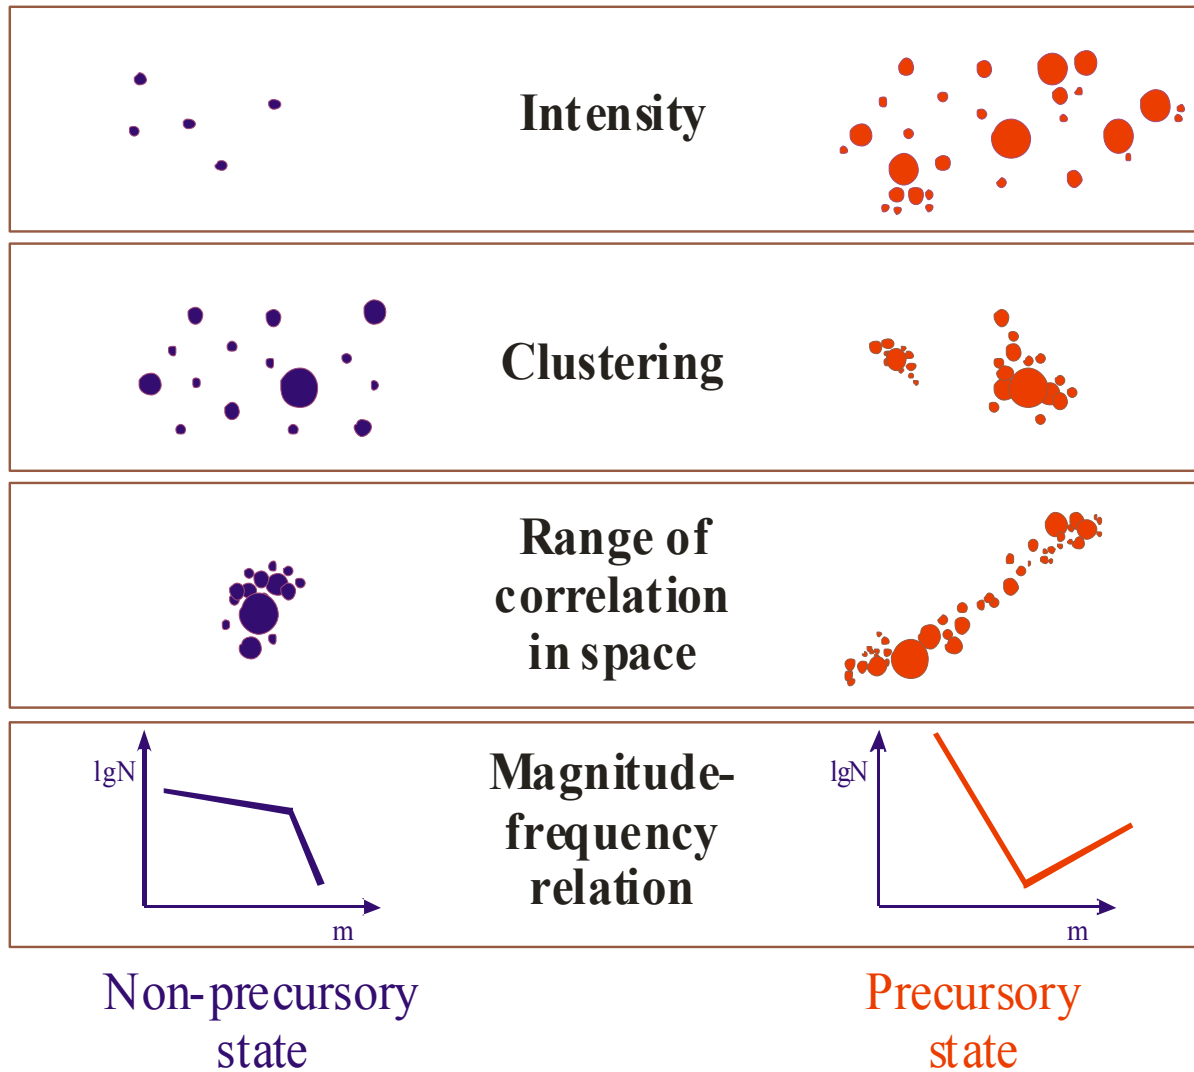 Intensity
Clustering
Range of
correlation
in space
lgN
m
Magnitude-
frequency
relation
lgN
m
Non-precursory
state
Precursory
state